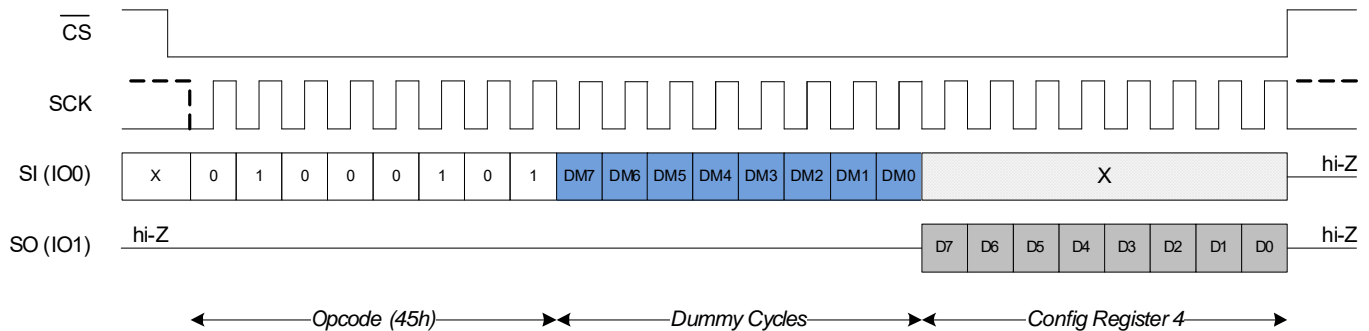 CS
SCK
SI (IO0) X 0 1 0 0 0 1 0 1 DM7 DM6 DM5 DM4 DM3 DM2 DM1 DM0 X hi-Z
SO (IO1) hi-Z D7 D6 D5 D4 D3 D2 D1 D0 hi-Z
Opcode (45h) Dummy Cycles Config Register 4